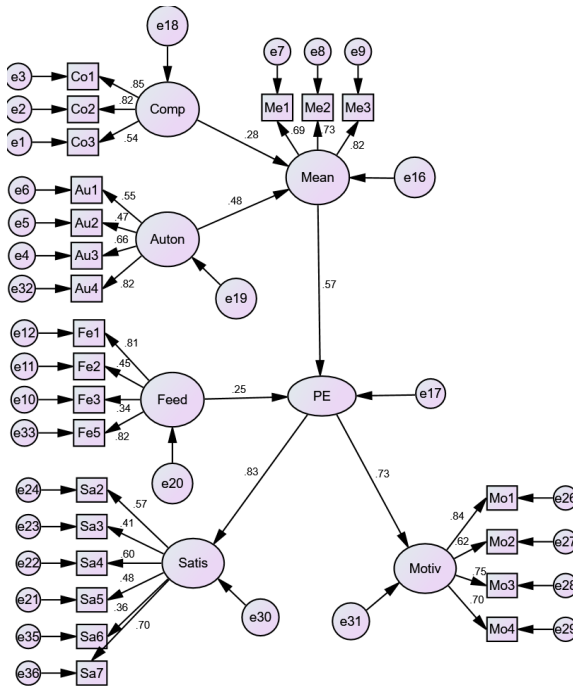 e18
e7
e8
e9
e3
Co1
.85
Comp
e2
Co2
.82
Me1
Me2
Me3
e1
Co3
.54
.28
.69
.73
.82
Mean
e16
e6
Au1
.55
e5
Au2
.47
.48
Auton
e4
Au3
.66
e32
Au4
.82
e19
.57
e12
Fe1
.81
e11
Fe2
.45
e10
Fe3
.34
Feed
.25
PE
e17
e33
Fe5
.82
e20
.83
.73
e24
Sa2
.57
Mo1
e26
e23
Sa3
.41
.84
e22
Sa4
.60
Satis
.62
Mo2
e27
Motiv
.75
Mo3
e28
e21
Sa5
.48
.70
.36
e30
e31
Mo4
e29
e35
Sa6
.70
e36
Sa7